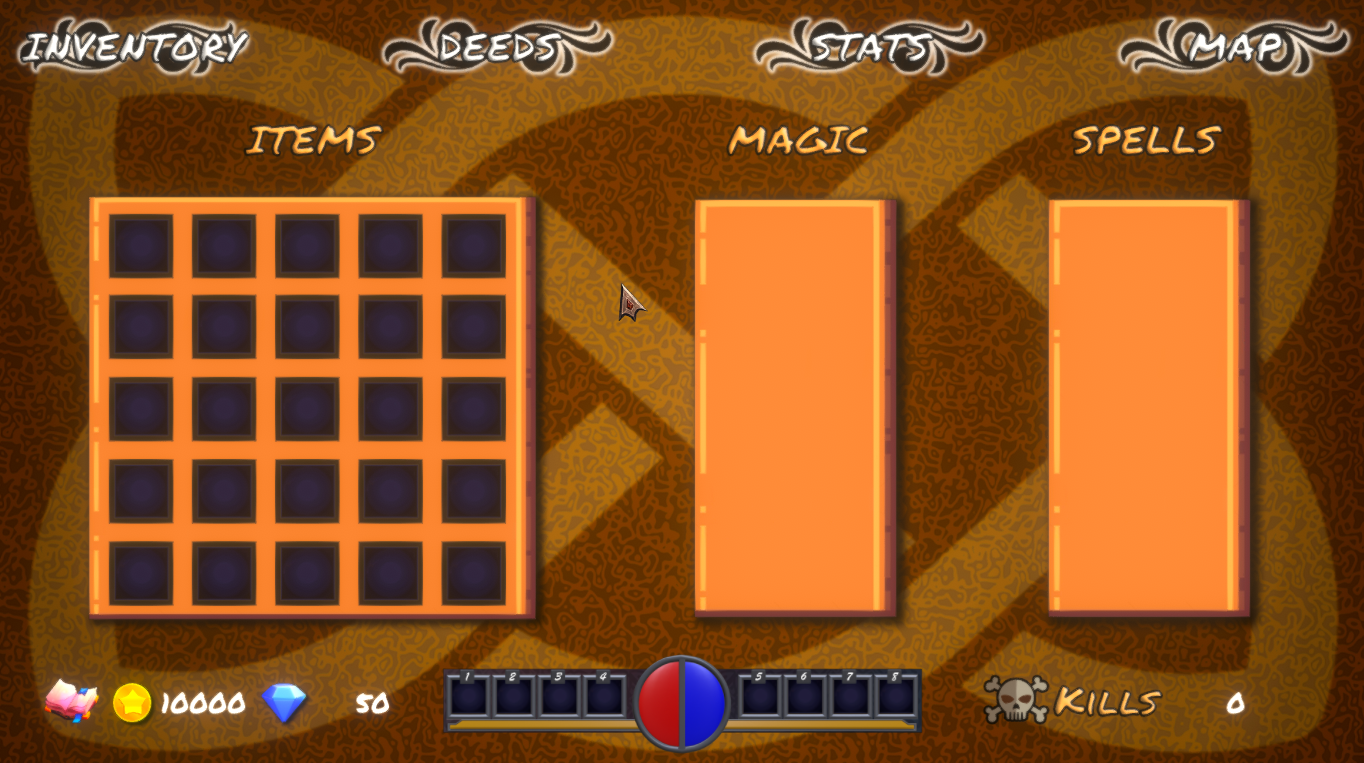 INVENTORY DEEDS STATS MAP
ITEMS MAGIC SPELLS
1 2 3 4 5 6 7 8
10000 50 KILLS 0